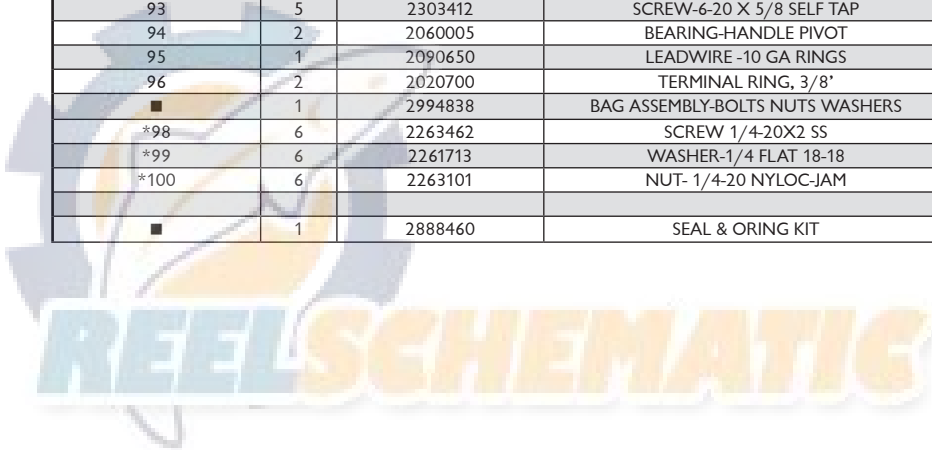 93 5 2303412 SCREW-6-20 X 5/8 SELF TAP
94 2 2060005 BEARING-HANDLE PIVOT
95 1 2090650 LEADWIRE -10 GA RINGS
96 2 2020700 TERMINAL RING, 3/8'
■ 1 2994838 BAG ASSEMBLY-BOLTS NUTS WASHERS
*98 6 2263462 SCREW 1/4-20X2 SS
*99 6 2261713 WASHER-1/4 FLAT 18-18
*100 6 2263101 NUT- 1/4-20 NYLOC-JAM
■ 1 2888460 SEAL & ORING KIT
REELSCHEMATIC